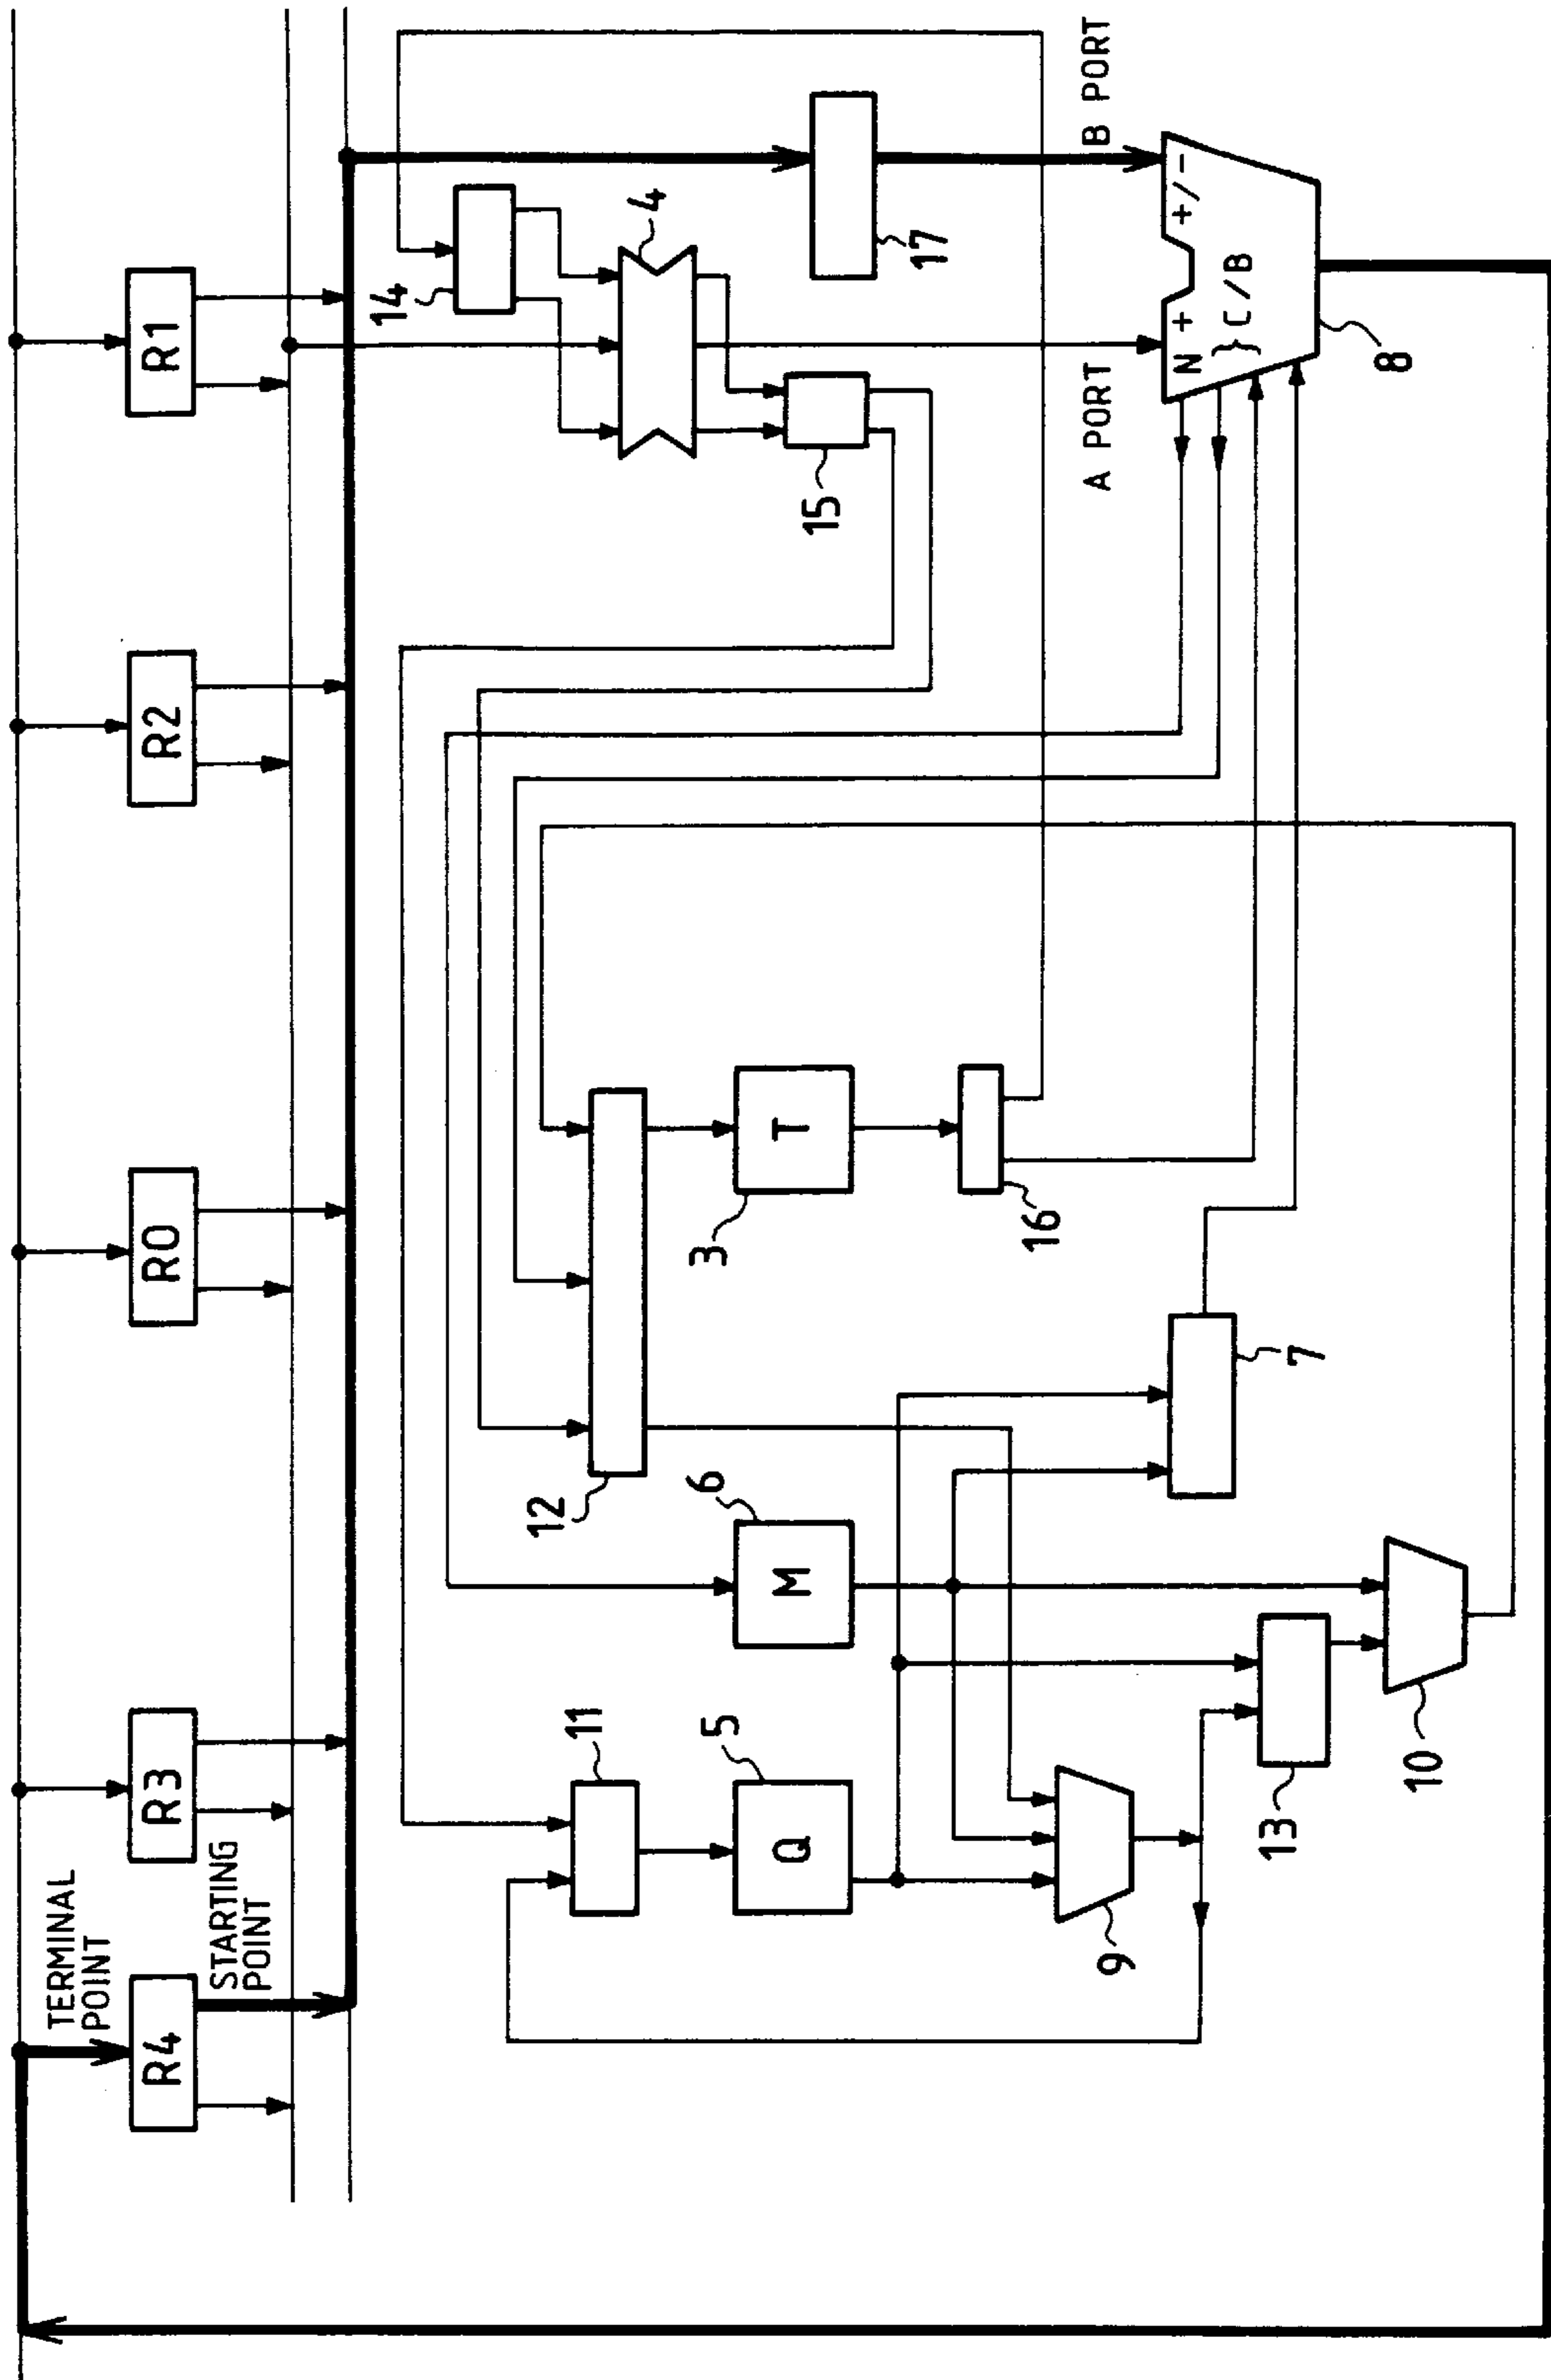 TERMINAL
POINT
R4
STARTING
POINT
R3
R0
R2
R1
11
5
Q
9
13
10
6
M
12
7
3
T
16
15
14
4
17
A PORT
B PORT
N + +/-
} C/B
8